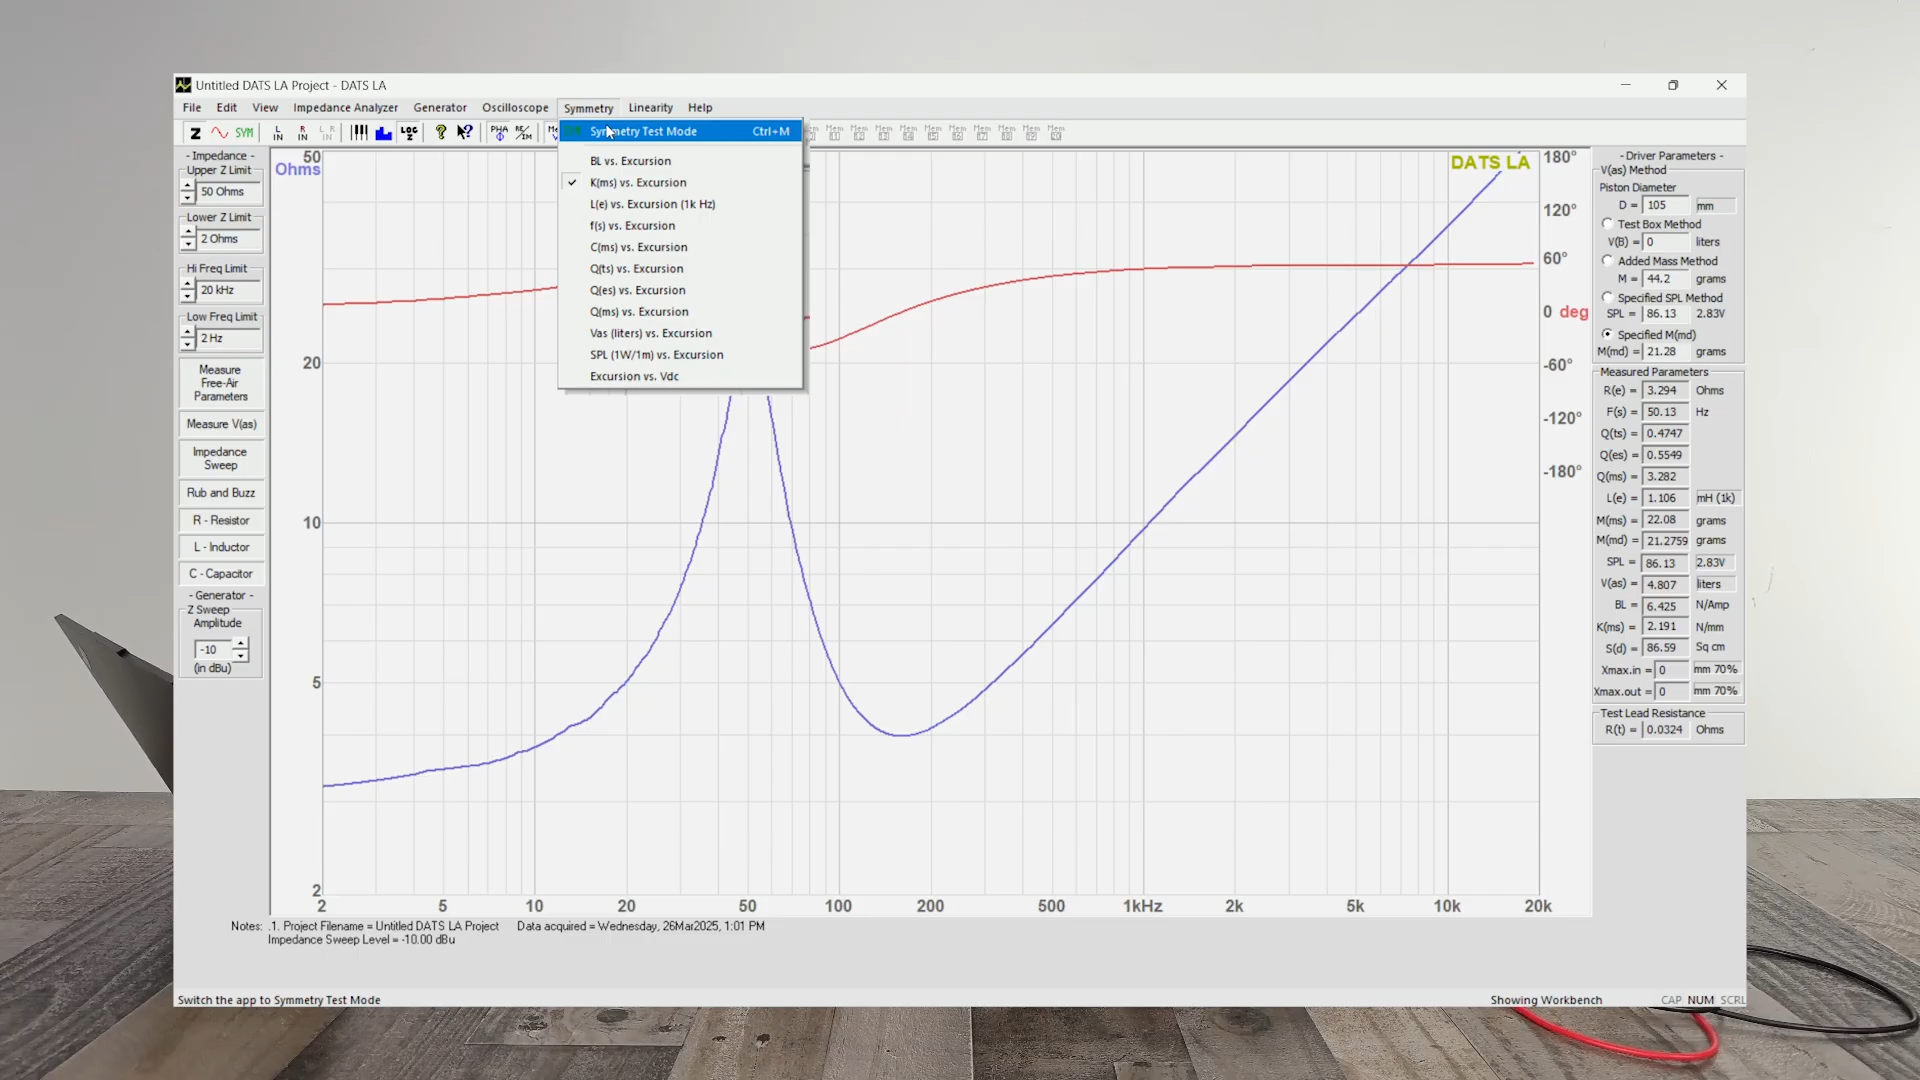 Untitled DATS LA Project - DATS LA
File Edit View Impedance Analyzer Generator Oscilloscope Symmetry Linearity Help
Z SYM L IN R IN L R IN LOC Z ? ? PHA Φ RE/IM
Symmetry Test Mode Ctrl+M
BL vs. Excursion
K(ms) vs. Excursion
L(e) vs. Excursion (1k Hz)
f(s) vs. Excursion
C(ms) vs. Excursion
Q(ts) vs. Excursion
Q(es) vs. Excursion
Q(ms) vs. Excursion
Vas (liters) vs. Excursion
SPL (1W/1m) vs. Excursion
Excursion vs. Vdc
- Impedance -
Upper Z Limit
50 Ohms
Lower Z Limit
2 Ohms
Hi Freq Limit
20 kHz
Low Freq Limit
2 Hz
Measure
Free-Air
Parameters
Measure V(as)
Impedance
Sweep
Rub and Buzz
R - Resistor
L - Inductor
C - Capacitor
- Generator -
Z Sweep
Amplitude
-10
(in dBu)
Ohms
50
20
10
5
2
2 5 10 20 50 100 200 500 1kHz 2k 5k 10k 20k
DATS LA
180°
120°
60°
0 deg
-60°
-120°
-180°
- Driver Parameters -
V(as) Method
Piston Diameter
D = 105 mm
Test Box Method
V(B) = 0 liters
Added Mass Method
M = 44.2 grams
Specified SPL Method
SPL = 86.13 2.83V
Specified M(md)
M(md) = 21.28 grams
Measured Parameters
R(e) = 3.294 Ohms
F(s) = 50.13 Hz
Q(ts) = 0.4747
Q(es) = 0.5549
Q(ms) = 3.282
L(e) = 1.106 mH (1k)
M(ms) = 22.08 grams
M(md) = 21.2759 grams
SPL = 86.13 2.83V
V(as) = 4.807 liters
BL = 6.425 N/Amp
K(ms) = 2.191 N/mm
S(d) = 86.59 Sq cm
Xmax.in = 0 mm 70%
Xmax.out = 0 mm 70%
Test Lead Resistance
R(t) = 0.0324 Ohms
Notes: .1. Project Filename = Untitled DATS LA Project Data acquired = Wednesday, 26Mar2025, 1:01 PM
Impedance Sweep Level = -10.00 dBu
Switch the app to Symmetry Test Mode
Showing Workbench CAP NUM SCRL